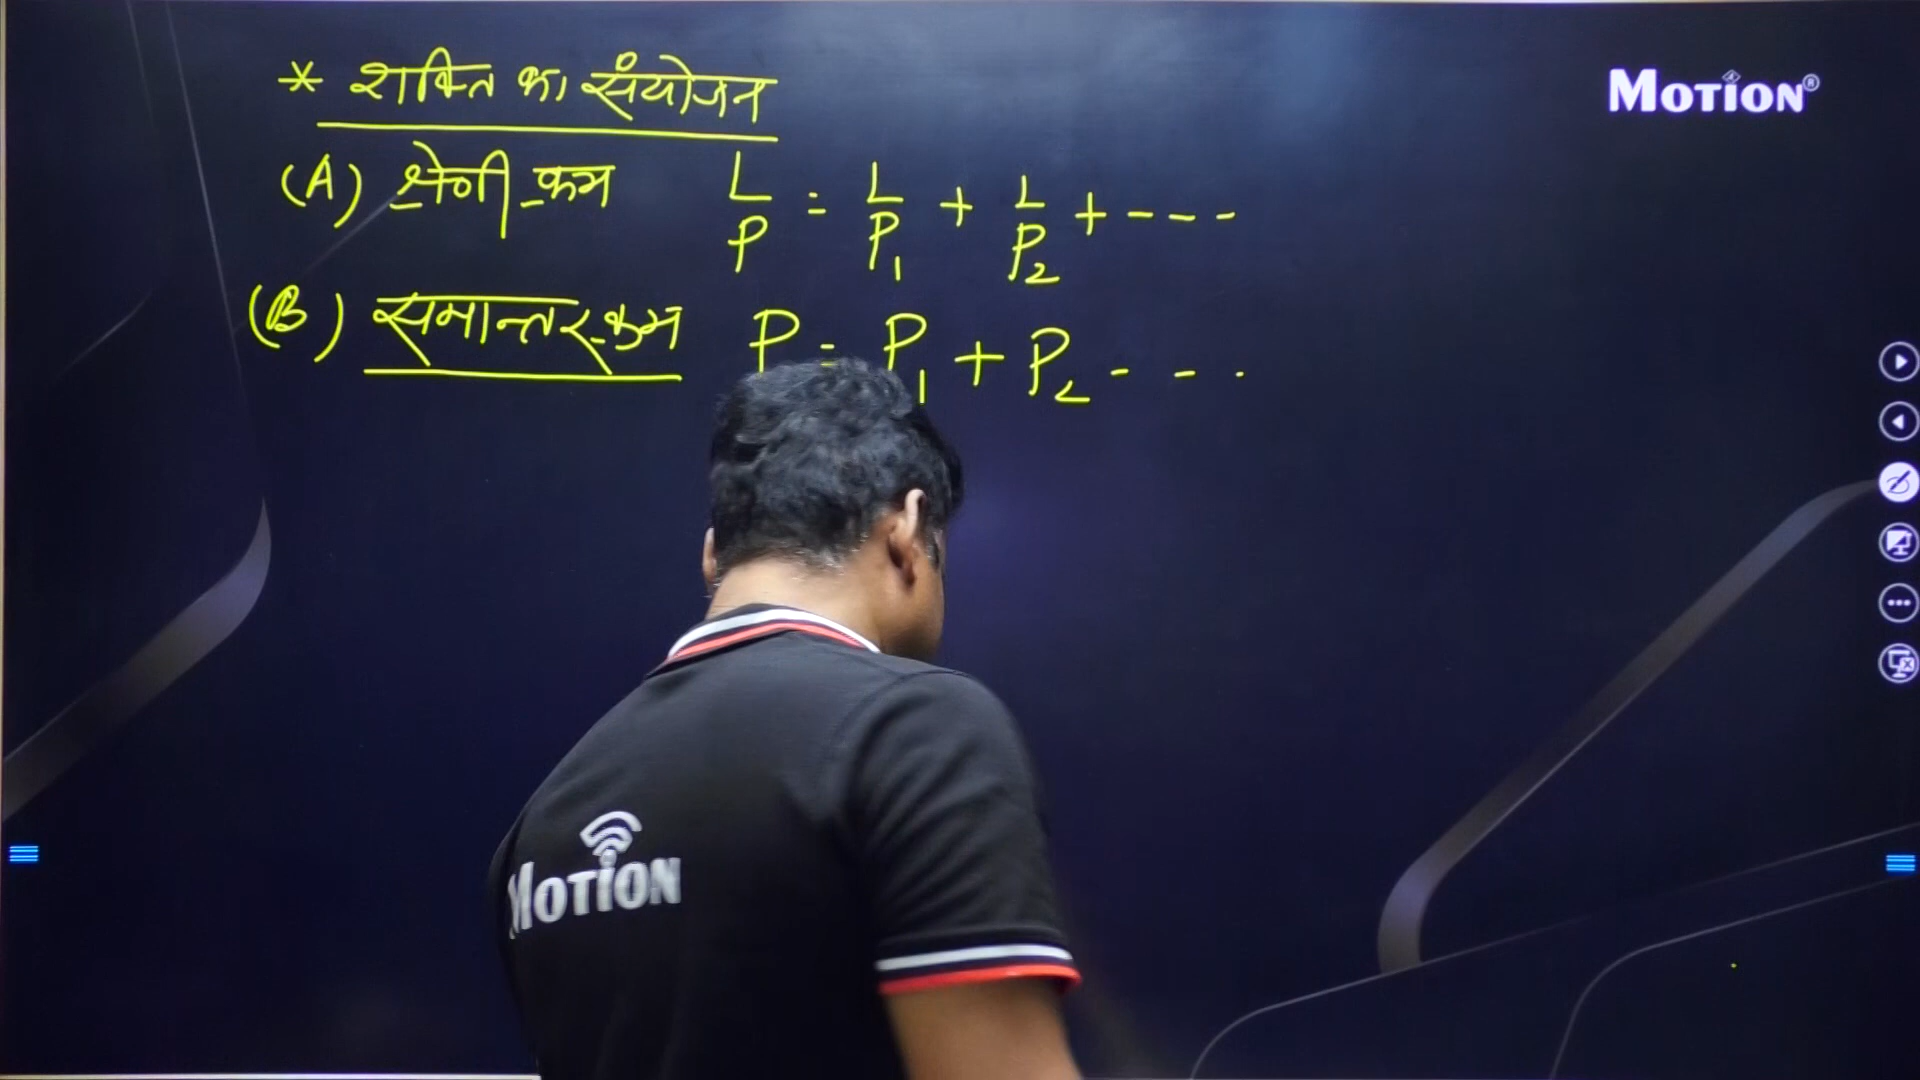 * शक्ति का संयोजन
MOTION®
(A) श्रेणी-क्रम 1/P = 1/P₁ + 1/P₂ + ----
(B) समान्तर-क्रम P = P₁ + P₂ - - -
MOTION